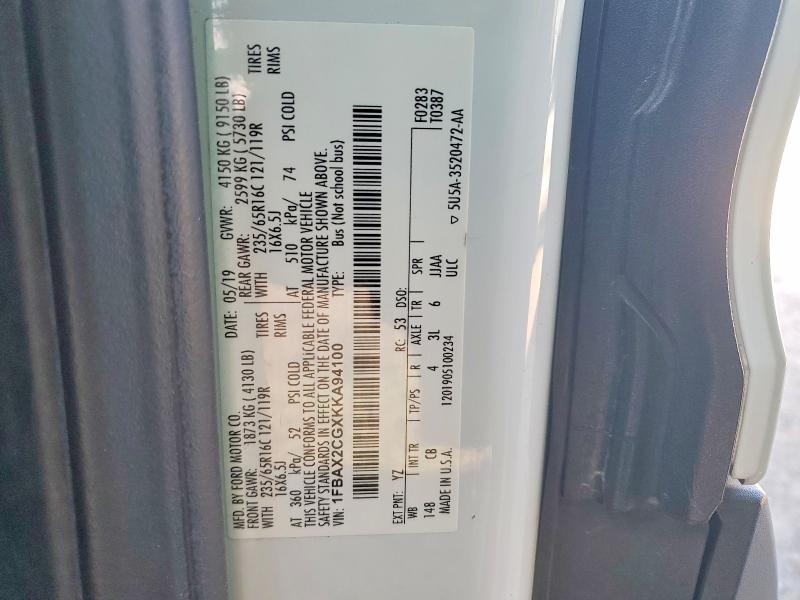 MFD. BY FORD MOTOR CO.
DATE: 05/19 GVWR: 4150 KG ( 9150 LB)
FRONT GAWR: 1873 KG ( 4130 LB) REAR GAWR: 2599 KG ( 5730 LB)
WITH 235/65R16C 121/119R TIRES WITH 235/65R16C 121/119R TIRES
16X6.5J RIMS 16X6.5J RIMS
AT 360 kPa/ 52 PSI COLD AT 510 kPa/ 74 PSI COLD
THIS VEHICLE CONFORMS TO ALL APPLICABLE FEDERAL MOTOR VEHICLE
SAFETY STANDARDS IN EFFECT ON THE DATE OF MANUFACTURE SHOWN ABOVE.
VIN: 1FBAX2CGXKKA94100 TYPE: Bus (Not school bus)
F0283
T0387
EXT PNT: YZ RC: 53 DSO:
WB INT TR TP/PS R AXLE TR SPR
148 CB 4 3L 6 JJAA
MADE IN U.S.A. 1201905100234 ULC
▽ 5U5A-3520472-AA